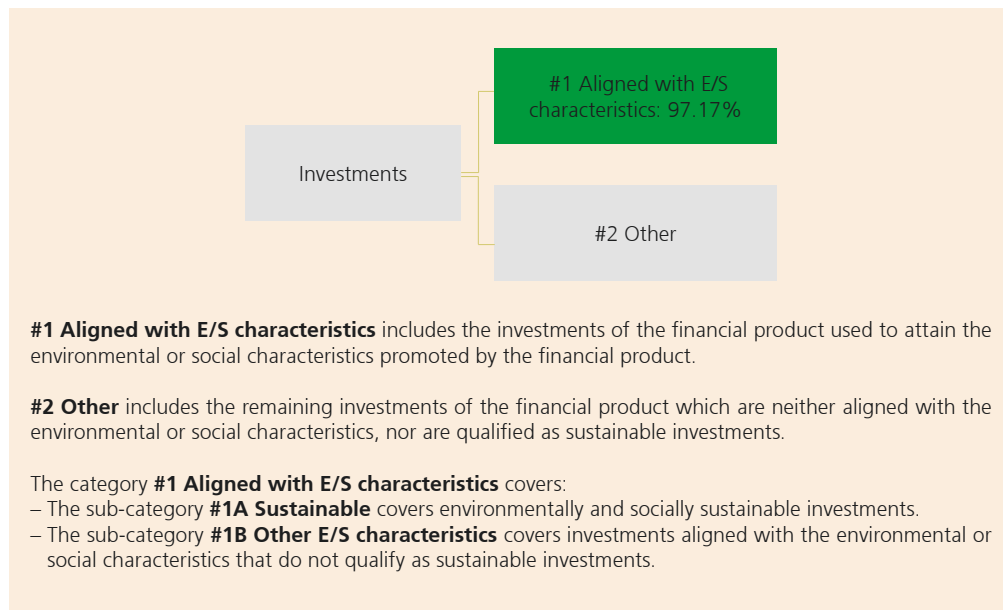 #1 Aligned with E/S
characteristics: 97.17%
Investments
#2 Other
#1 Aligned with E/S characteristics includes the investments of the financial product used to attain the
environmental or social characteristics promoted by the financial product.
#2 Other includes the remaining investments of the financial product which are neither aligned with the
environmental or social characteristics, nor are qualified as sustainable investments.
The category #1 Aligned with E/S characteristics covers:
– The sub-category #1A Sustainable covers environmentally and socially sustainable investments.
– The sub-category #1B Other E/S characteristics covers investments aligned with the environmental or
social characteristics that do not qualify as sustainable investments.